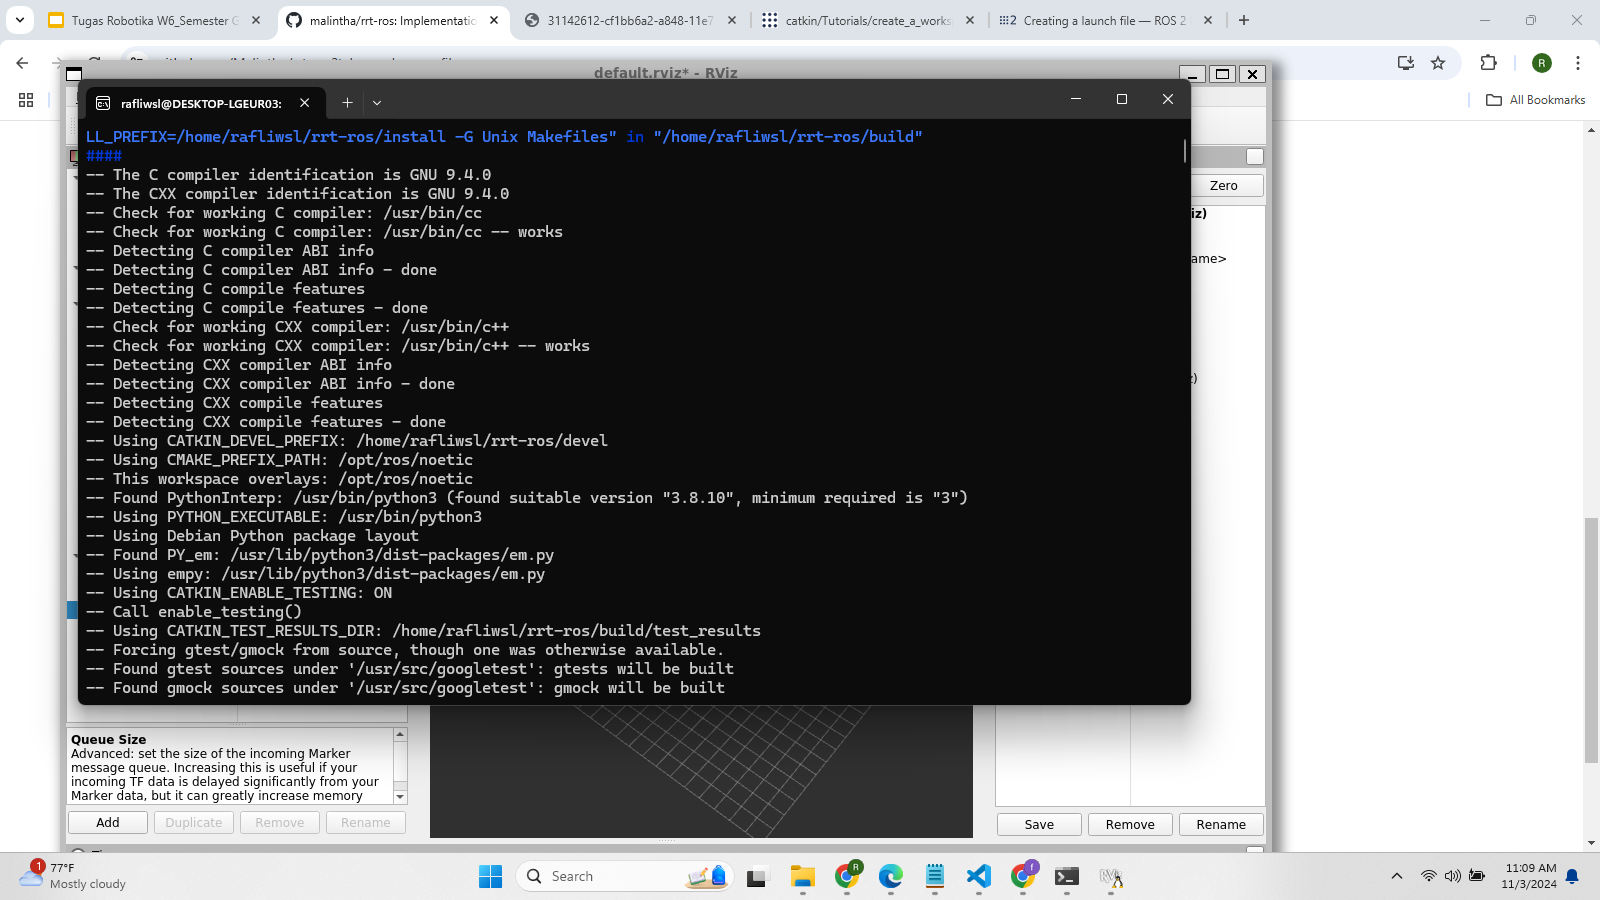 Tugas Robotika W6_Semester G
malintha/rrt-ros: Implementatio
31142612-cf1bb6a2-a848-11e7
catkin/Tutorials/create_a_works
Creating a launch file — ROS 2
R
All Bookmarks
default.rviz* - RViz
rafliwsl@DESKTOP-LGEUR03:
LL_PREFIX=/home/rafliwsl/rrt-ros/install -G Unix Makefiles" in "/home/rafliwsl/rrt-ros/build"
####
-- The C compiler identification is GNU 9.4.0
-- The CXX compiler identification is GNU 9.4.0
-- Check for working C compiler: /usr/bin/cc
-- Check for working C compiler: /usr/bin/cc -- works
-- Detecting C compiler ABI info
-- Detecting C compiler ABI info - done
-- Detecting C compile features
-- Detecting C compile features - done
-- Check for working CXX compiler: /usr/bin/c++
-- Check for working CXX compiler: /usr/bin/c++ -- works
-- Detecting CXX compiler ABI info
-- Detecting CXX compiler ABI info - done
-- Detecting CXX compile features
-- Detecting CXX compile features - done
-- Using CATKIN_DEVEL_PREFIX: /home/rafliwsl/rrt-ros/devel
-- Using CMAKE_PREFIX_PATH: /opt/ros/noetic
-- This workspace overlays: /opt/ros/noetic
-- Found PythonInterp: /usr/bin/python3 (found suitable version "3.8.10", minimum required is "3")
-- Using PYTHON_EXECUTABLE: /usr/bin/python3
-- Using Debian Python package layout
-- Found PY_em: /usr/lib/python3/dist-packages/em.py
-- Using empy: /usr/lib/python3/dist-packages/em.py
-- Using CATKIN_ENABLE_TESTING: ON
-- Call enable_testing()
-- Using CATKIN_TEST_RESULTS_DIR: /home/rafliwsl/rrt-ros/build/test_results
-- Forcing gtest/gmock from source, though one was otherwise available.
-- Found gtest sources under '/usr/src/googletest': gtests will be built
-- Found gmock sources under '/usr/src/googletest': gmock will be built
Zero
iz)
ame>
Queue Size
Advanced: set the size of the incoming Marker
message queue. Increasing this is useful if your
incoming TF data is delayed significantly from your
Marker data, but it can greatly increase memory
Add
Duplicate
Remove
Rename
Save
Remove
Rename
1
77°F
Mostly cloudy
Search
11:09 AM
11/3/2024